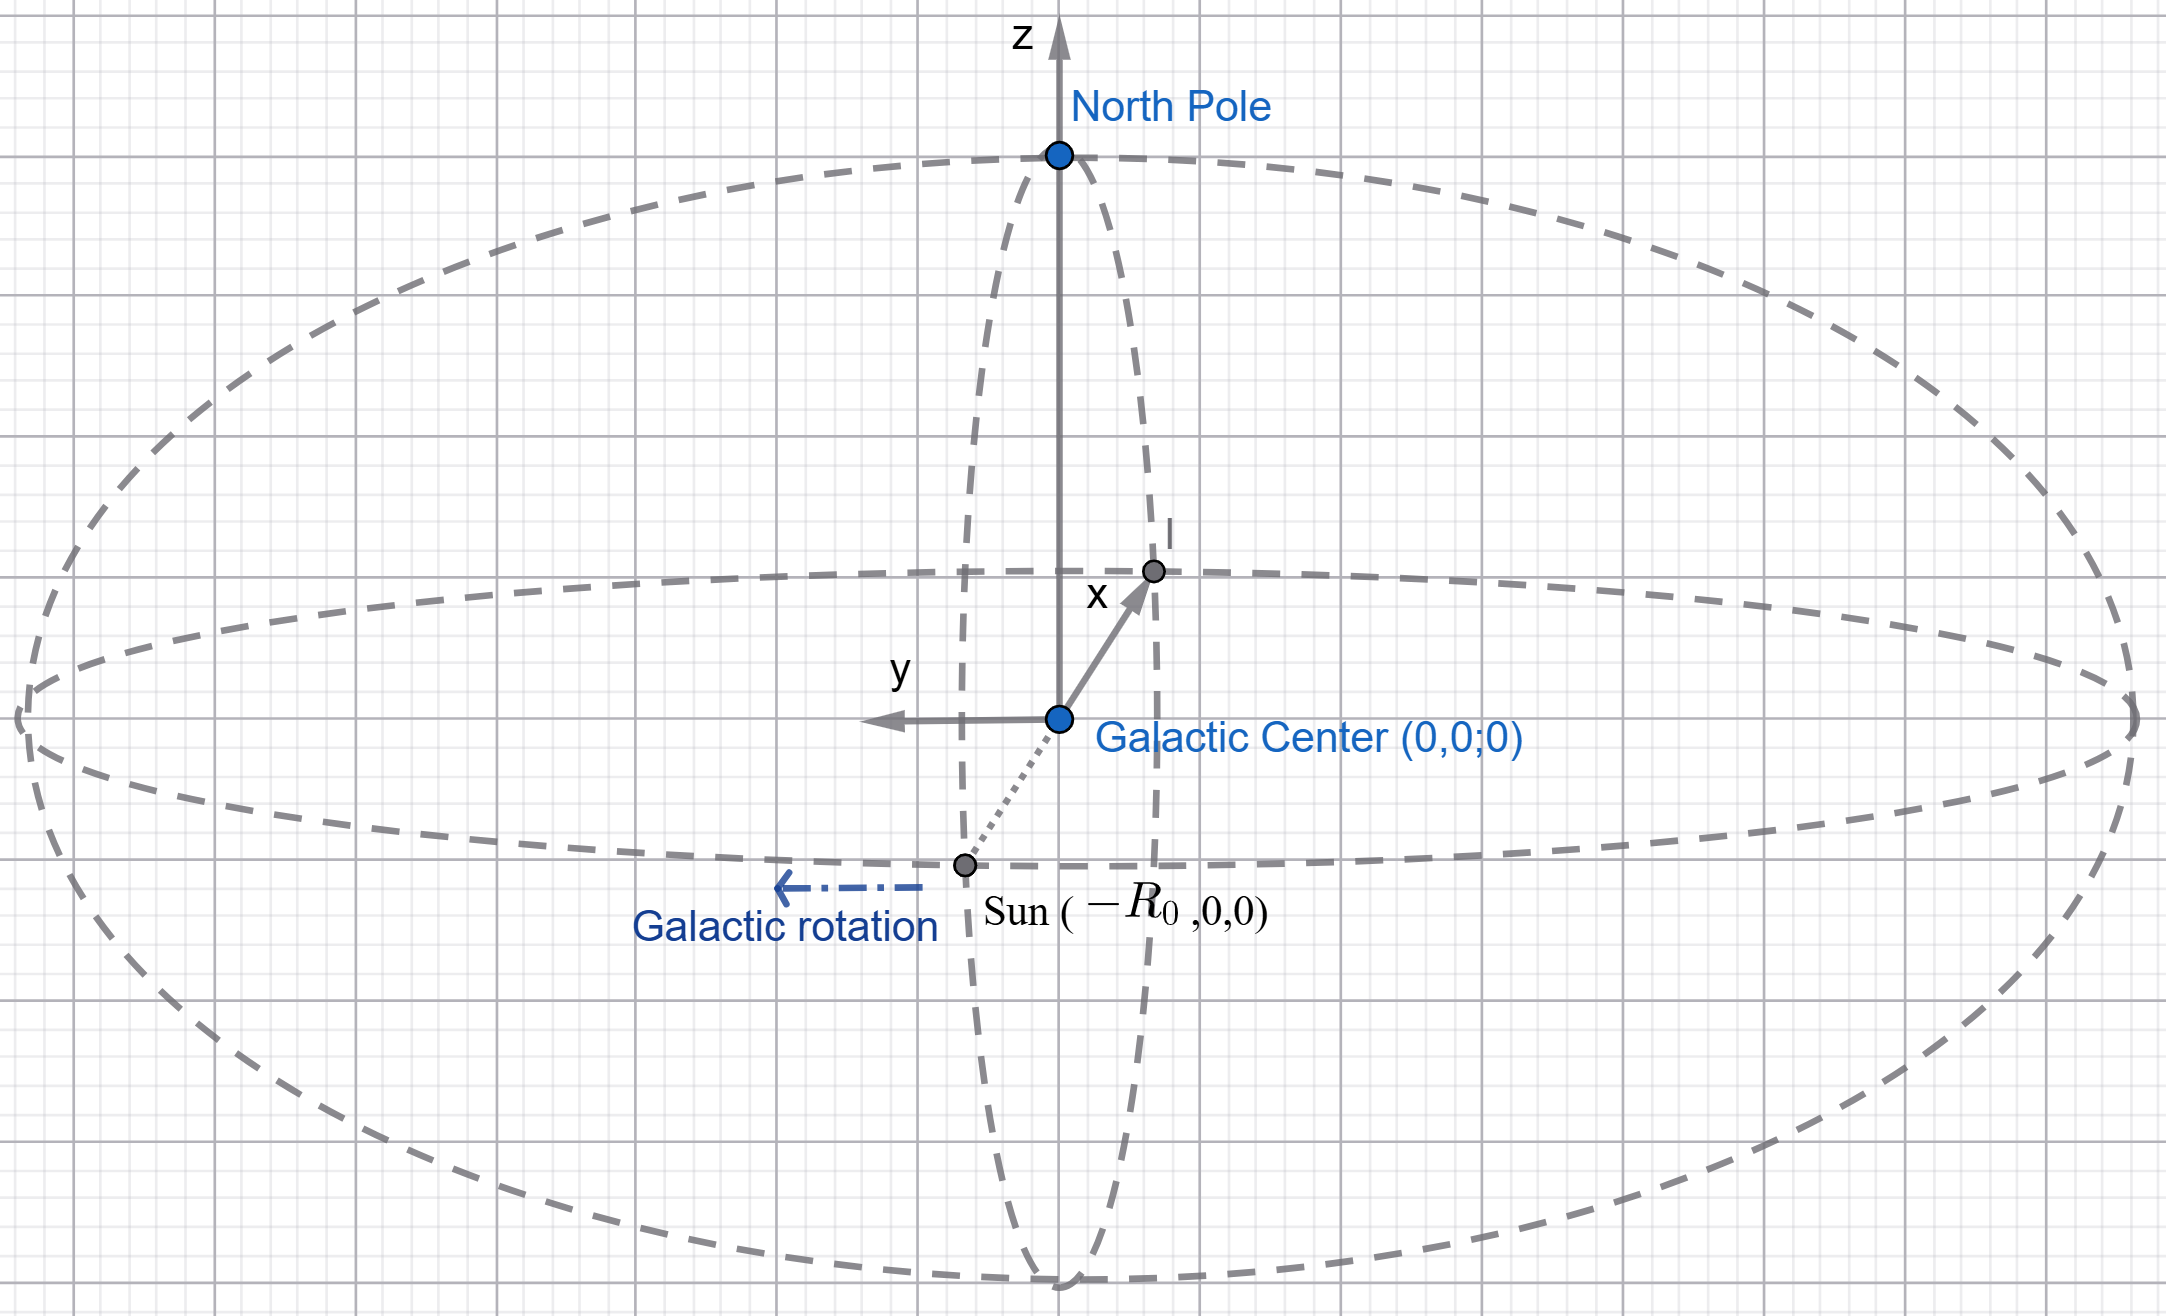 z
North Pole
l
x
y
Galactic Center (0,0;0)
Sun ( −R₀ ,0,0)
Galactic rotation